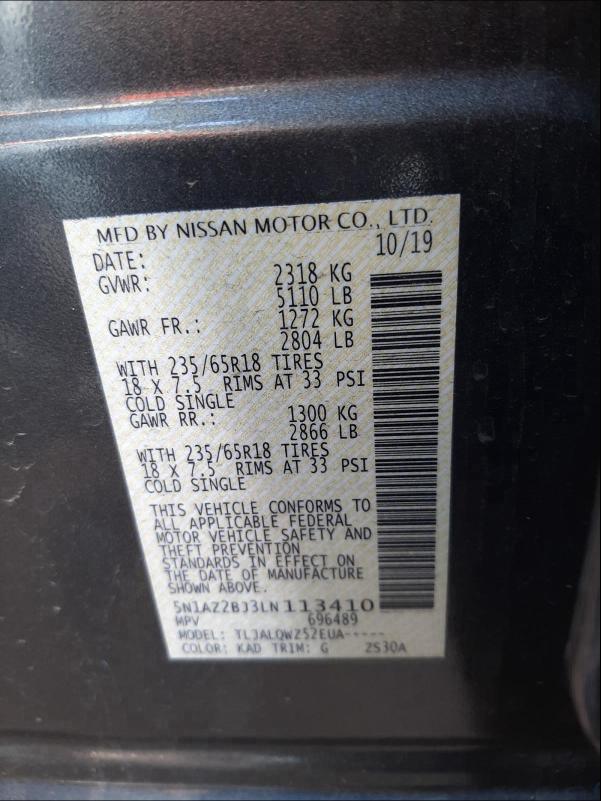 MFD BY NISSAN MOTOR CO., LTD.
DATE: 10/19
GVWR: 2318 KG
5110 LB
GAWR FR.: 1272 KG
2804 LB
WITH 235/65R18 TIRES
18 X 7.5 RIMS AT 33 PSI
COLD SINGLE
GAWR RR.: 1300 KG
2866 LB
WITH 235/65R18 TIRES
18 X 7.5 RIMS AT 33 PSI
COLD SINGLE
THIS VEHICLE CONFORMS TO
ALL APPLICABLE FEDERAL
MOTOR VEHICLE SAFETY AND
THEFT PREVENTION
STANDARDS IN EFFECT ON
THE DATE OF MANUFACTURE
SHOWN ABOVE.
5N1AZ2BJ3LN113410
MPV 696489
MODEL: TLJALQWZ52EUA-----
COLOR: KAD TRIM: G ZS30A